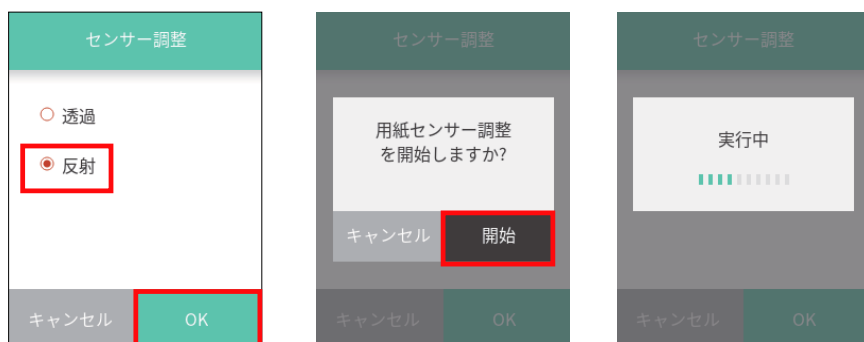 センサー調整
透過
反射
キャンセル
OK
センサー調整
用紙センサー調整
を開始しますか?
キャンセル
開始
キャンセル
OK
センサー調整
実行中
キャンセル
OK